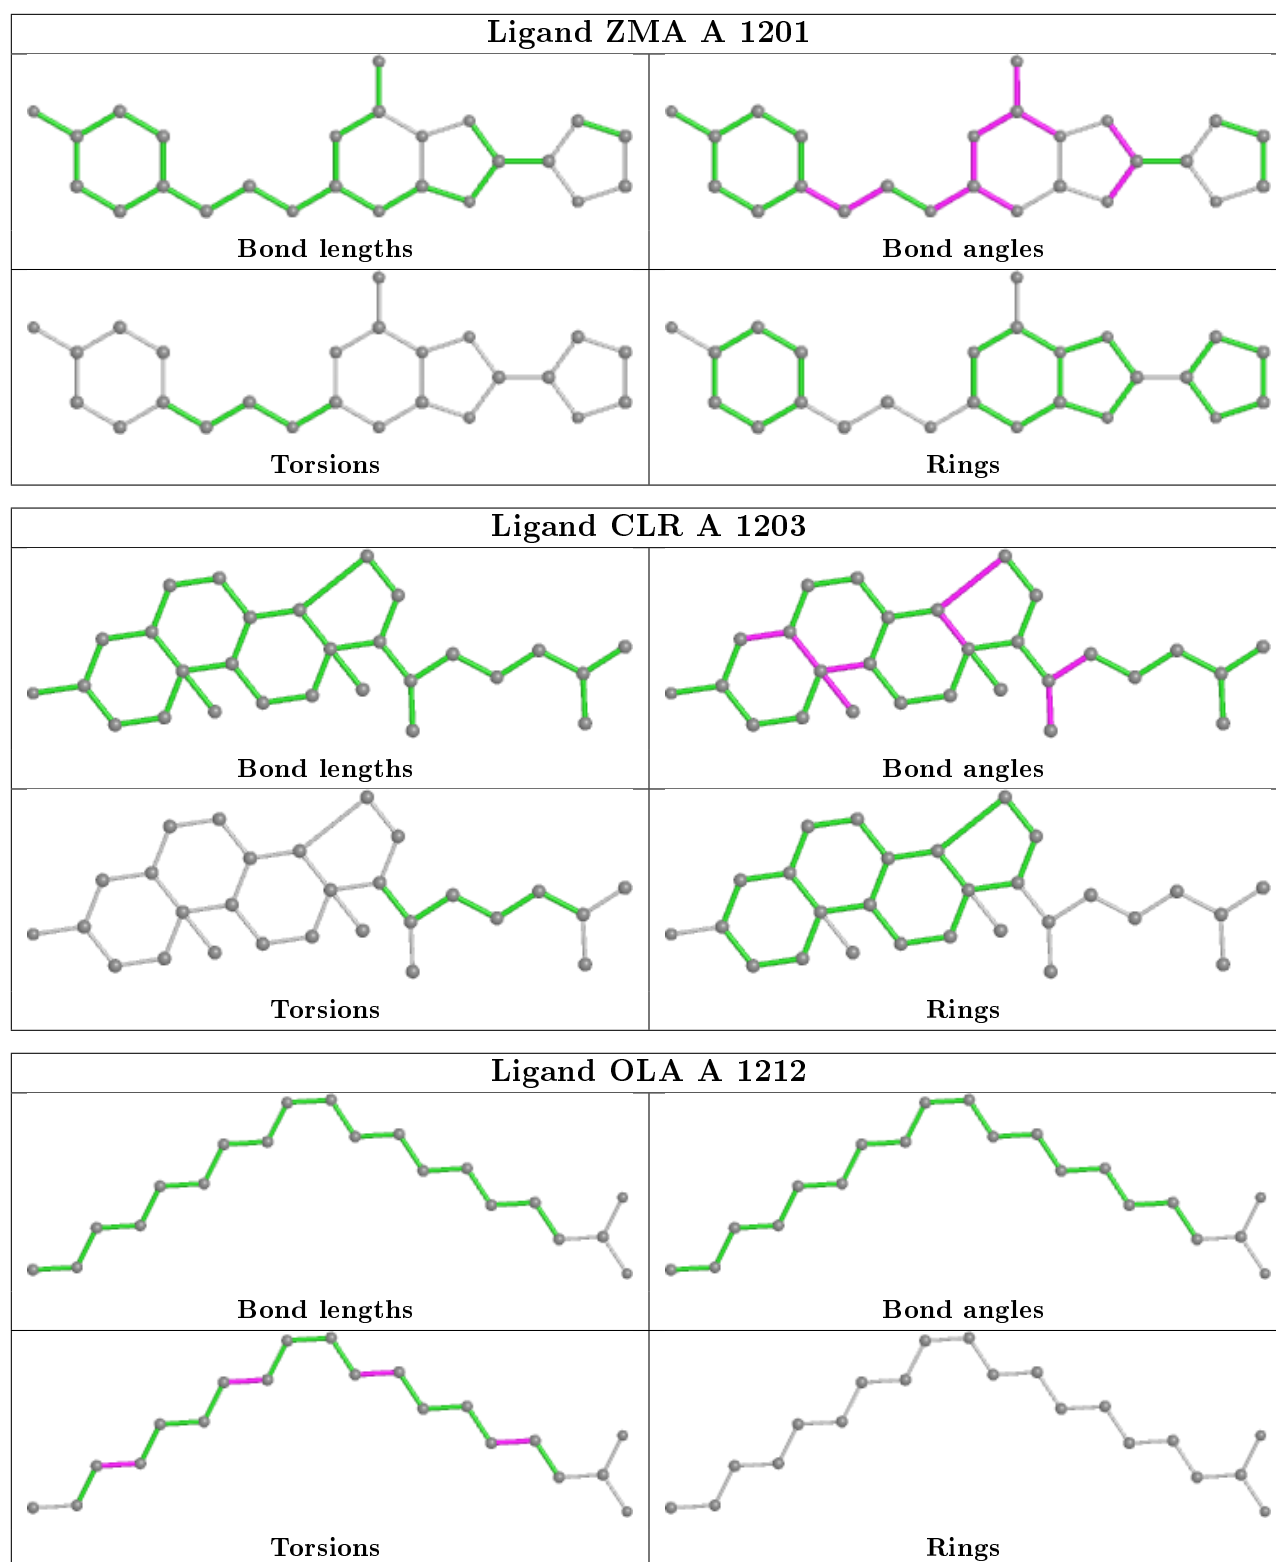 Ligand ZMA A 1201
Bond lengths
Bond angles
Torsions
Rings
Ligand CLR A 1203
Bond lengths
Bond angles
Torsions
Rings
Ligand OLA A 1212
Bond lengths
Bond angles
Torsions
Rings